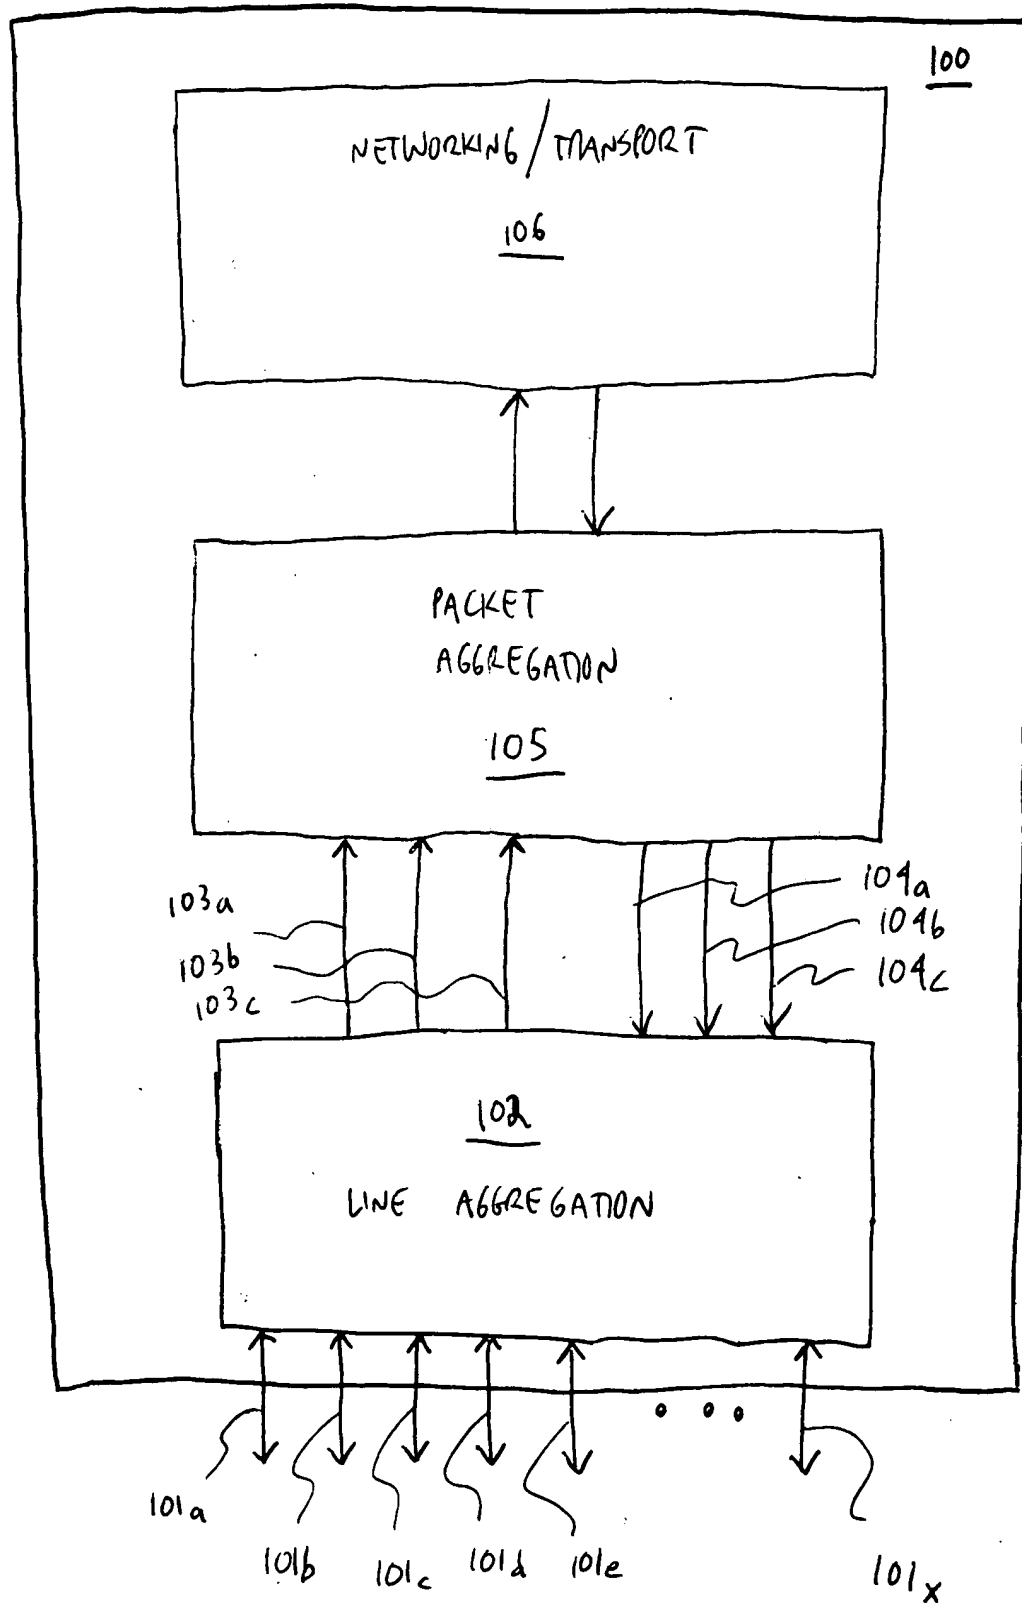 100
NETWORKING/TRANSPORT
106
PACKET
AGGREGATION
105
103a
103b
103c
104a
104b
104c
102
LINE AGGREGATION
101a
101b
101c
101d
101e
101x